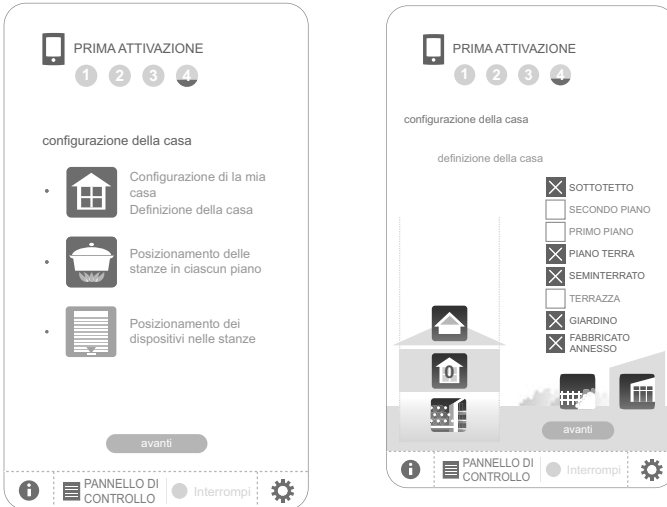 PRIMA ATTIVAZIONE
1 2 3 4
configurazione della casa
Configurazione di la mia
casa
Definizione della casa
Posizionamento delle
stanze in ciascun piano
Posizionamento dei
dispositivi nelle stanze
avanti
PANNELLO DI
CONTROLLO
Interrompi
PRIMA ATTIVAZIONE
1 2 3 4
configurazione della casa
definizione della casa
SOTTOTETTO
SECONDO PIANO
PRIMO PIANO
PIANO TERRA
SEMINTERRATO
TERRAZZA
GIARDINO
FABBRICATO
ANNESSO
0
avanti
PANNELLO DI
CONTROLLO
Interrompi